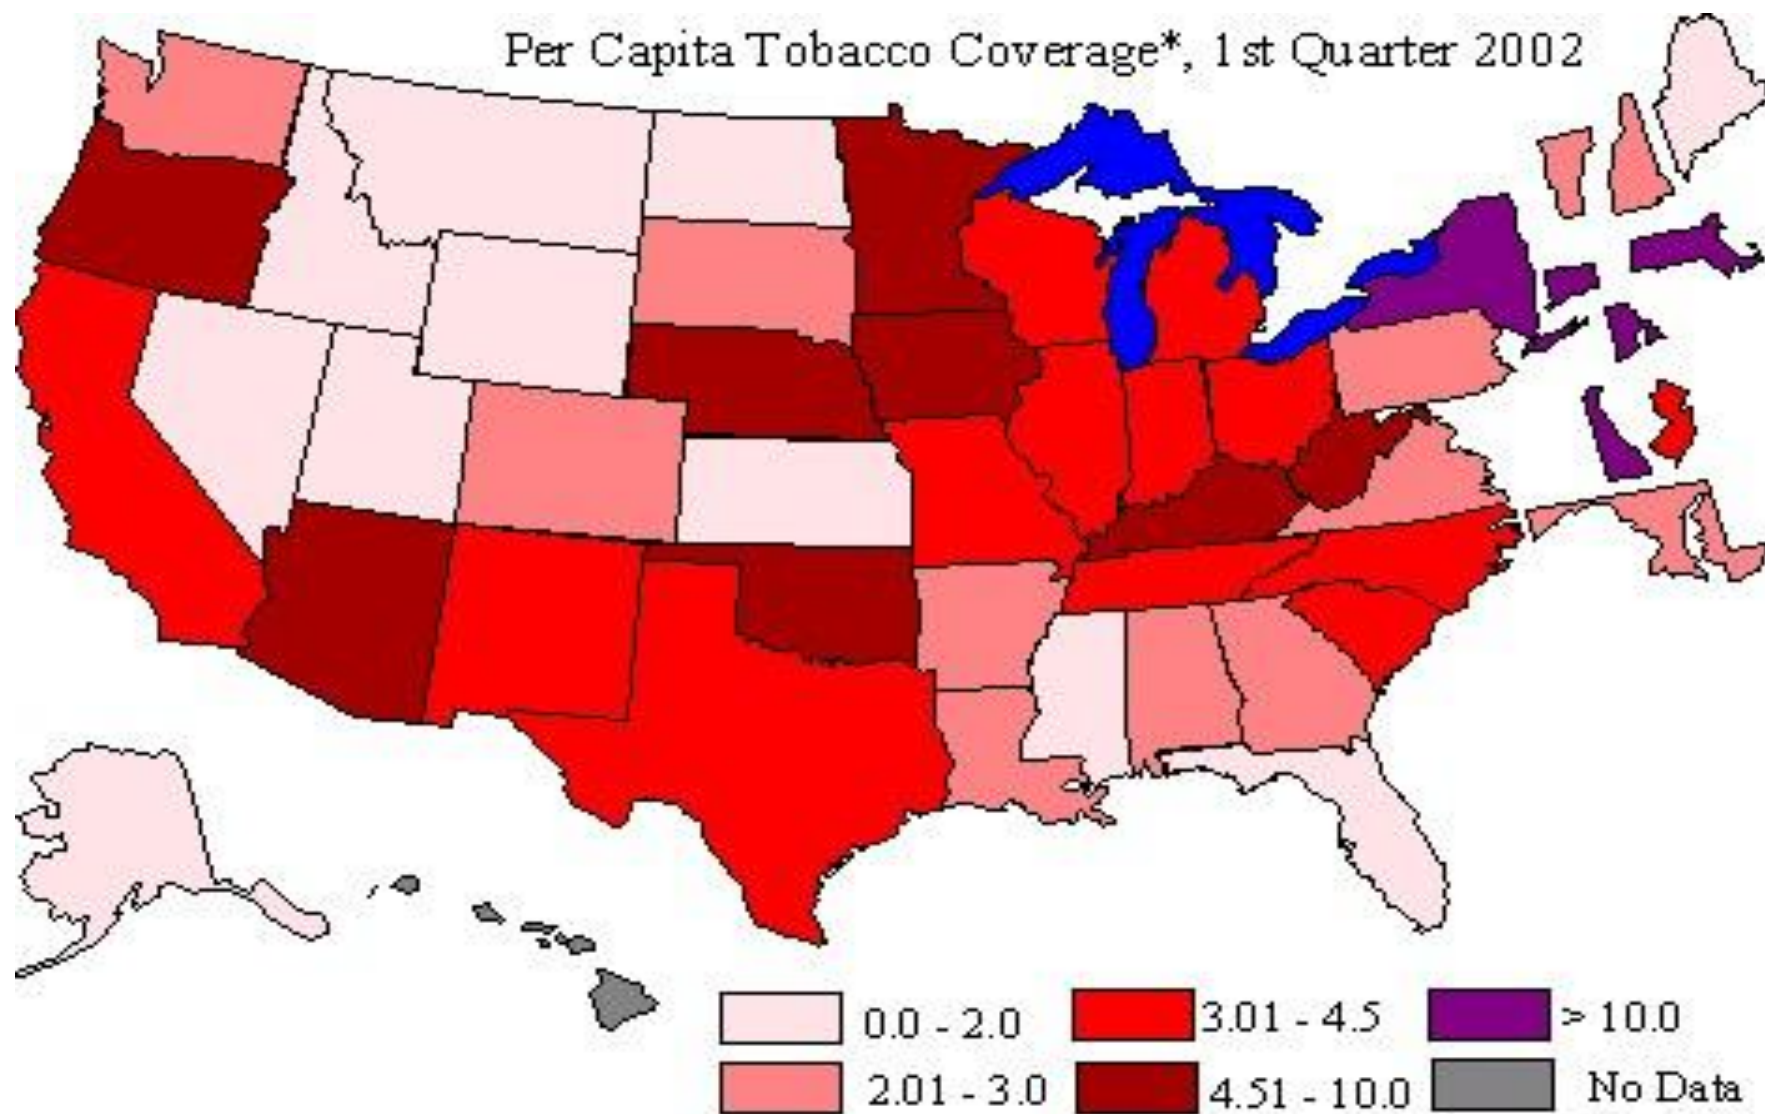 Per Capita Tobacco Coverage*, 1st Quarter 2002
0.0 - 2.0
3.01 - 4.5
> 10.0
2.01 - 3.0
4.51 - 10.0
No Data